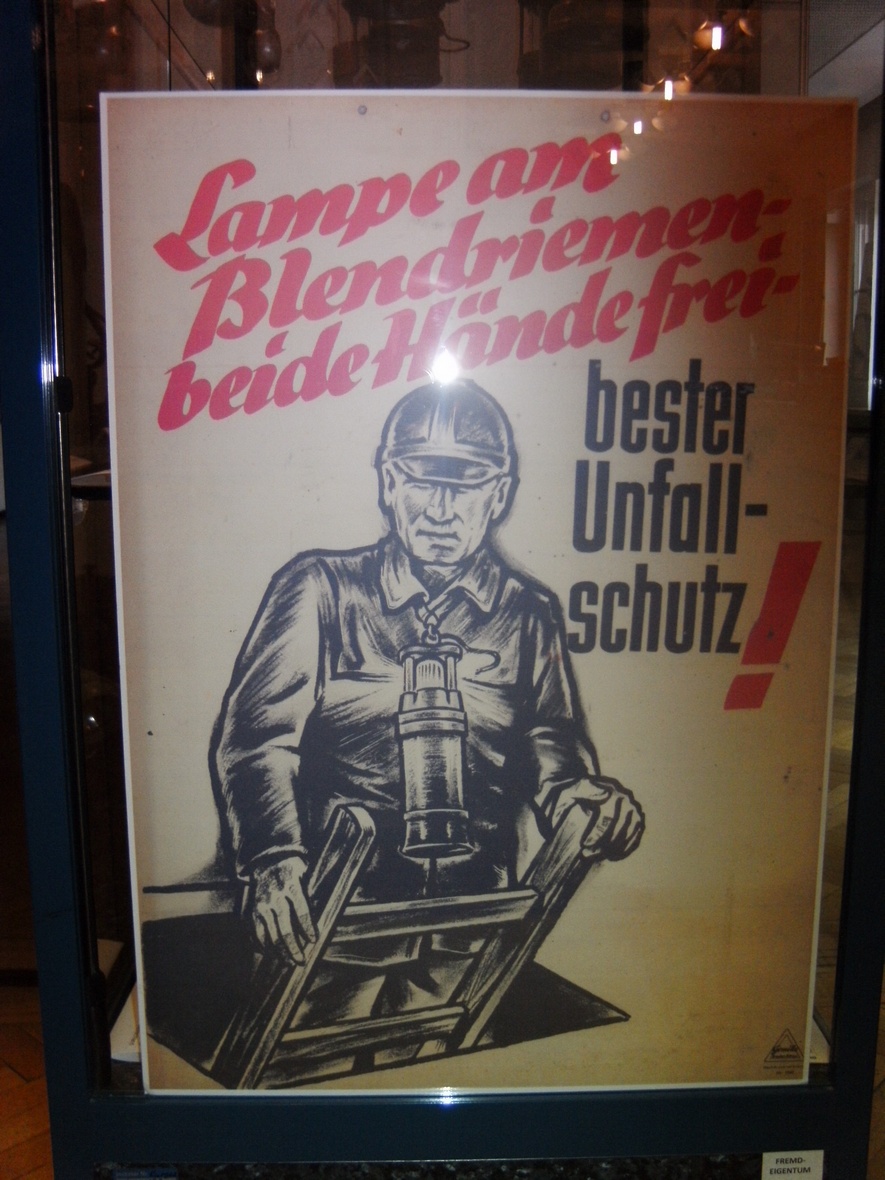 Lampe am
Blendriemen-
beide Hände frei-
bester
Unfall-
schutz!
FREMD-
EIGENTUM